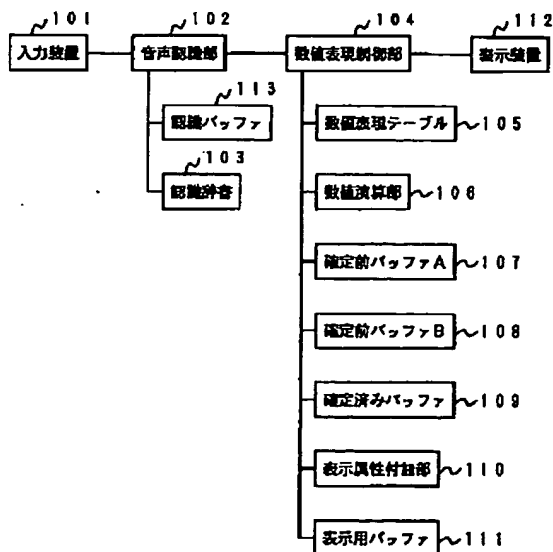 101
102
104
112
入力装置
音声認識部
数値表現制御部
表示装置
113
認識バッファ
数値表現テーブル
105
103
認識辞書
数値演算部
106
確定前バッファA
107
確定前バッファB
108
確定済みバッファ
109
表示属性付加部
110
表示用バッファ
111